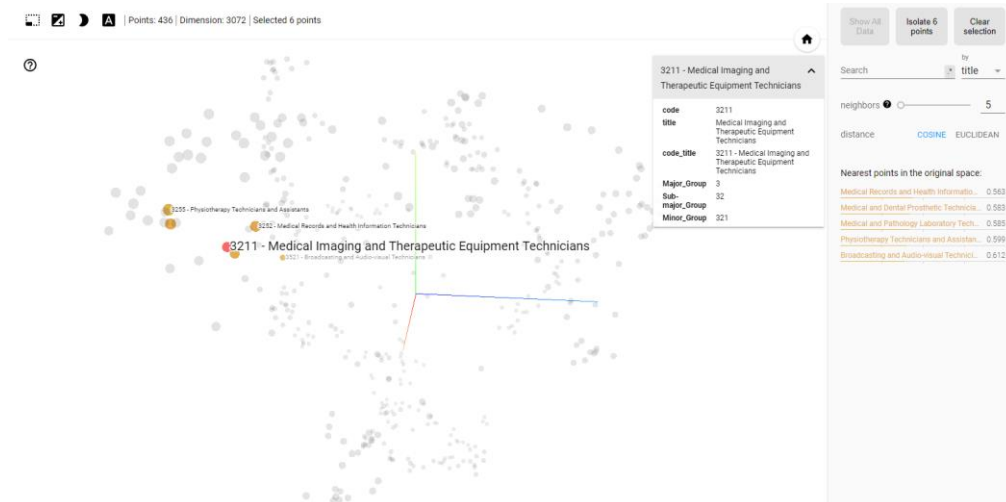 Points: 436 | Dimension: 3072 | Selected 6 points
Show All Data
Isolate 6 points
Clear selection
by
Search .* title
neighbors 5
distance COSINE EUCLIDEAN
Nearest points in the original space:
Medical Records and Health Informatio... 0.563
Medical and Dental Prosthetic Technicia... 0.583
Medical and Pathology Laboratory Tech... 0.585
Physiotherapy Technicians and Assistan... 0.599
Broadcasting and Audio-visual Technici... 0.612
3211 - Medical Imaging and
Therapeutic Equipment Technicians
code 3211
title Medical Imaging and
Therapeutic Equipment
Technicians
code_title 3211 - Medical Imaging and
Therapeutic Equipment
Technicians
Major_Group 3
Sub-major_Group 32
Minor_Group 321
3255 - Physiotherapy Technicians and Assistants
3252 - Medical Records and Health Information Technicians
3211 - Medical Imaging and Therapeutic Equipment Technicians
3521 - Broadcasting and Audio-visual Technicians